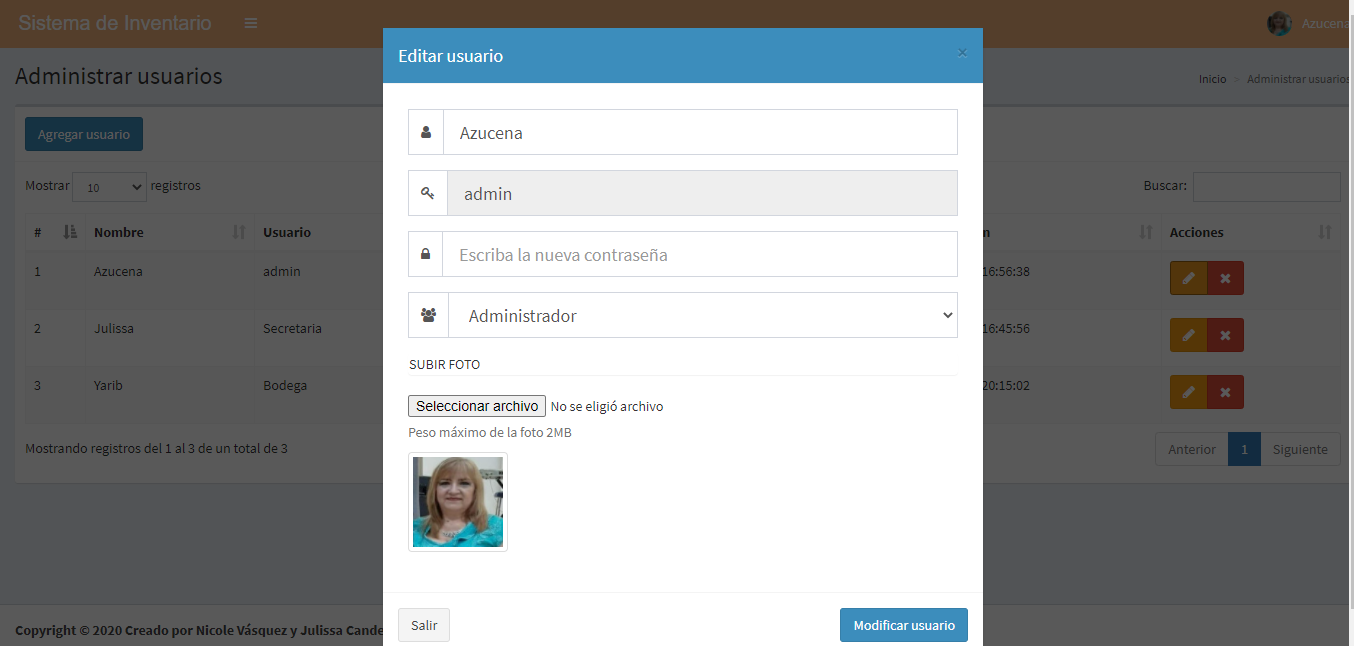 Sistema de Inventario
Azucena
Administrar usuarios
Inicio > Administrar usuarios
Editar usuario ×
Azucena
admin
Escriba la nueva contraseña
Administrador
SUBIR FOTO
Seleccionar archivo No se eligió archivo
Peso máximo de la foto 2MB
Salir
Modificar usuario
Agregar usuario
Mostrar 10 registros
Buscar:
# Nombre Usuario Acciones
1 Azucena admin 16:56:38
2 Julissa Secretaria 16:45:56
3 Yarib Bodega 20:15:02
Mostrando registros del 1 al 3 de un total de 3
Anterior 1 Siguiente
Copyright © 2020 Creado por Nicole Vásquez y Julissa